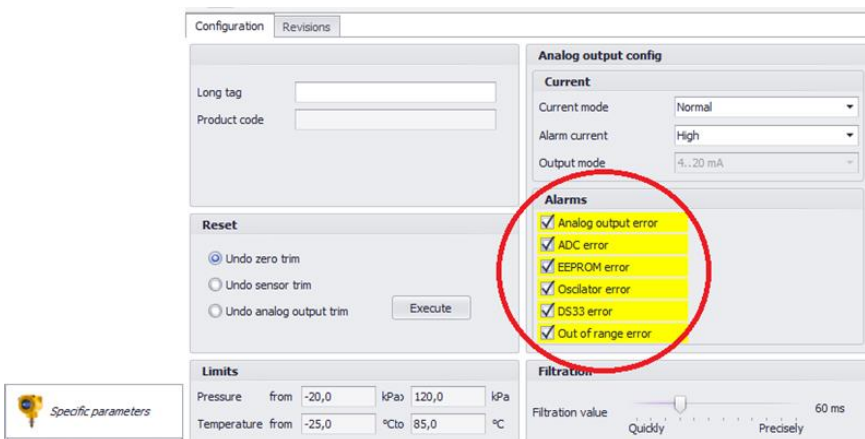 Configuration
Revisions
Long tag
Product code
Reset
Undo zero trim
Undo sensor trim
Undo analog output trim
Execute
Limits
Pressure from -20,0 kPaɔ 120,0 kPa
Temperature from -25,0 °Cto 85,0 °C
Analog output config
Current
Current mode Normal
Alarm current High
Output mode 4..20 mA
Alarms
Analog output error
ADC error
EEPROM error
Oscilator error
DS33 error
Out of range error
Filtration
Filtration value 60 ms
Quickly Precisely
Specific parameters